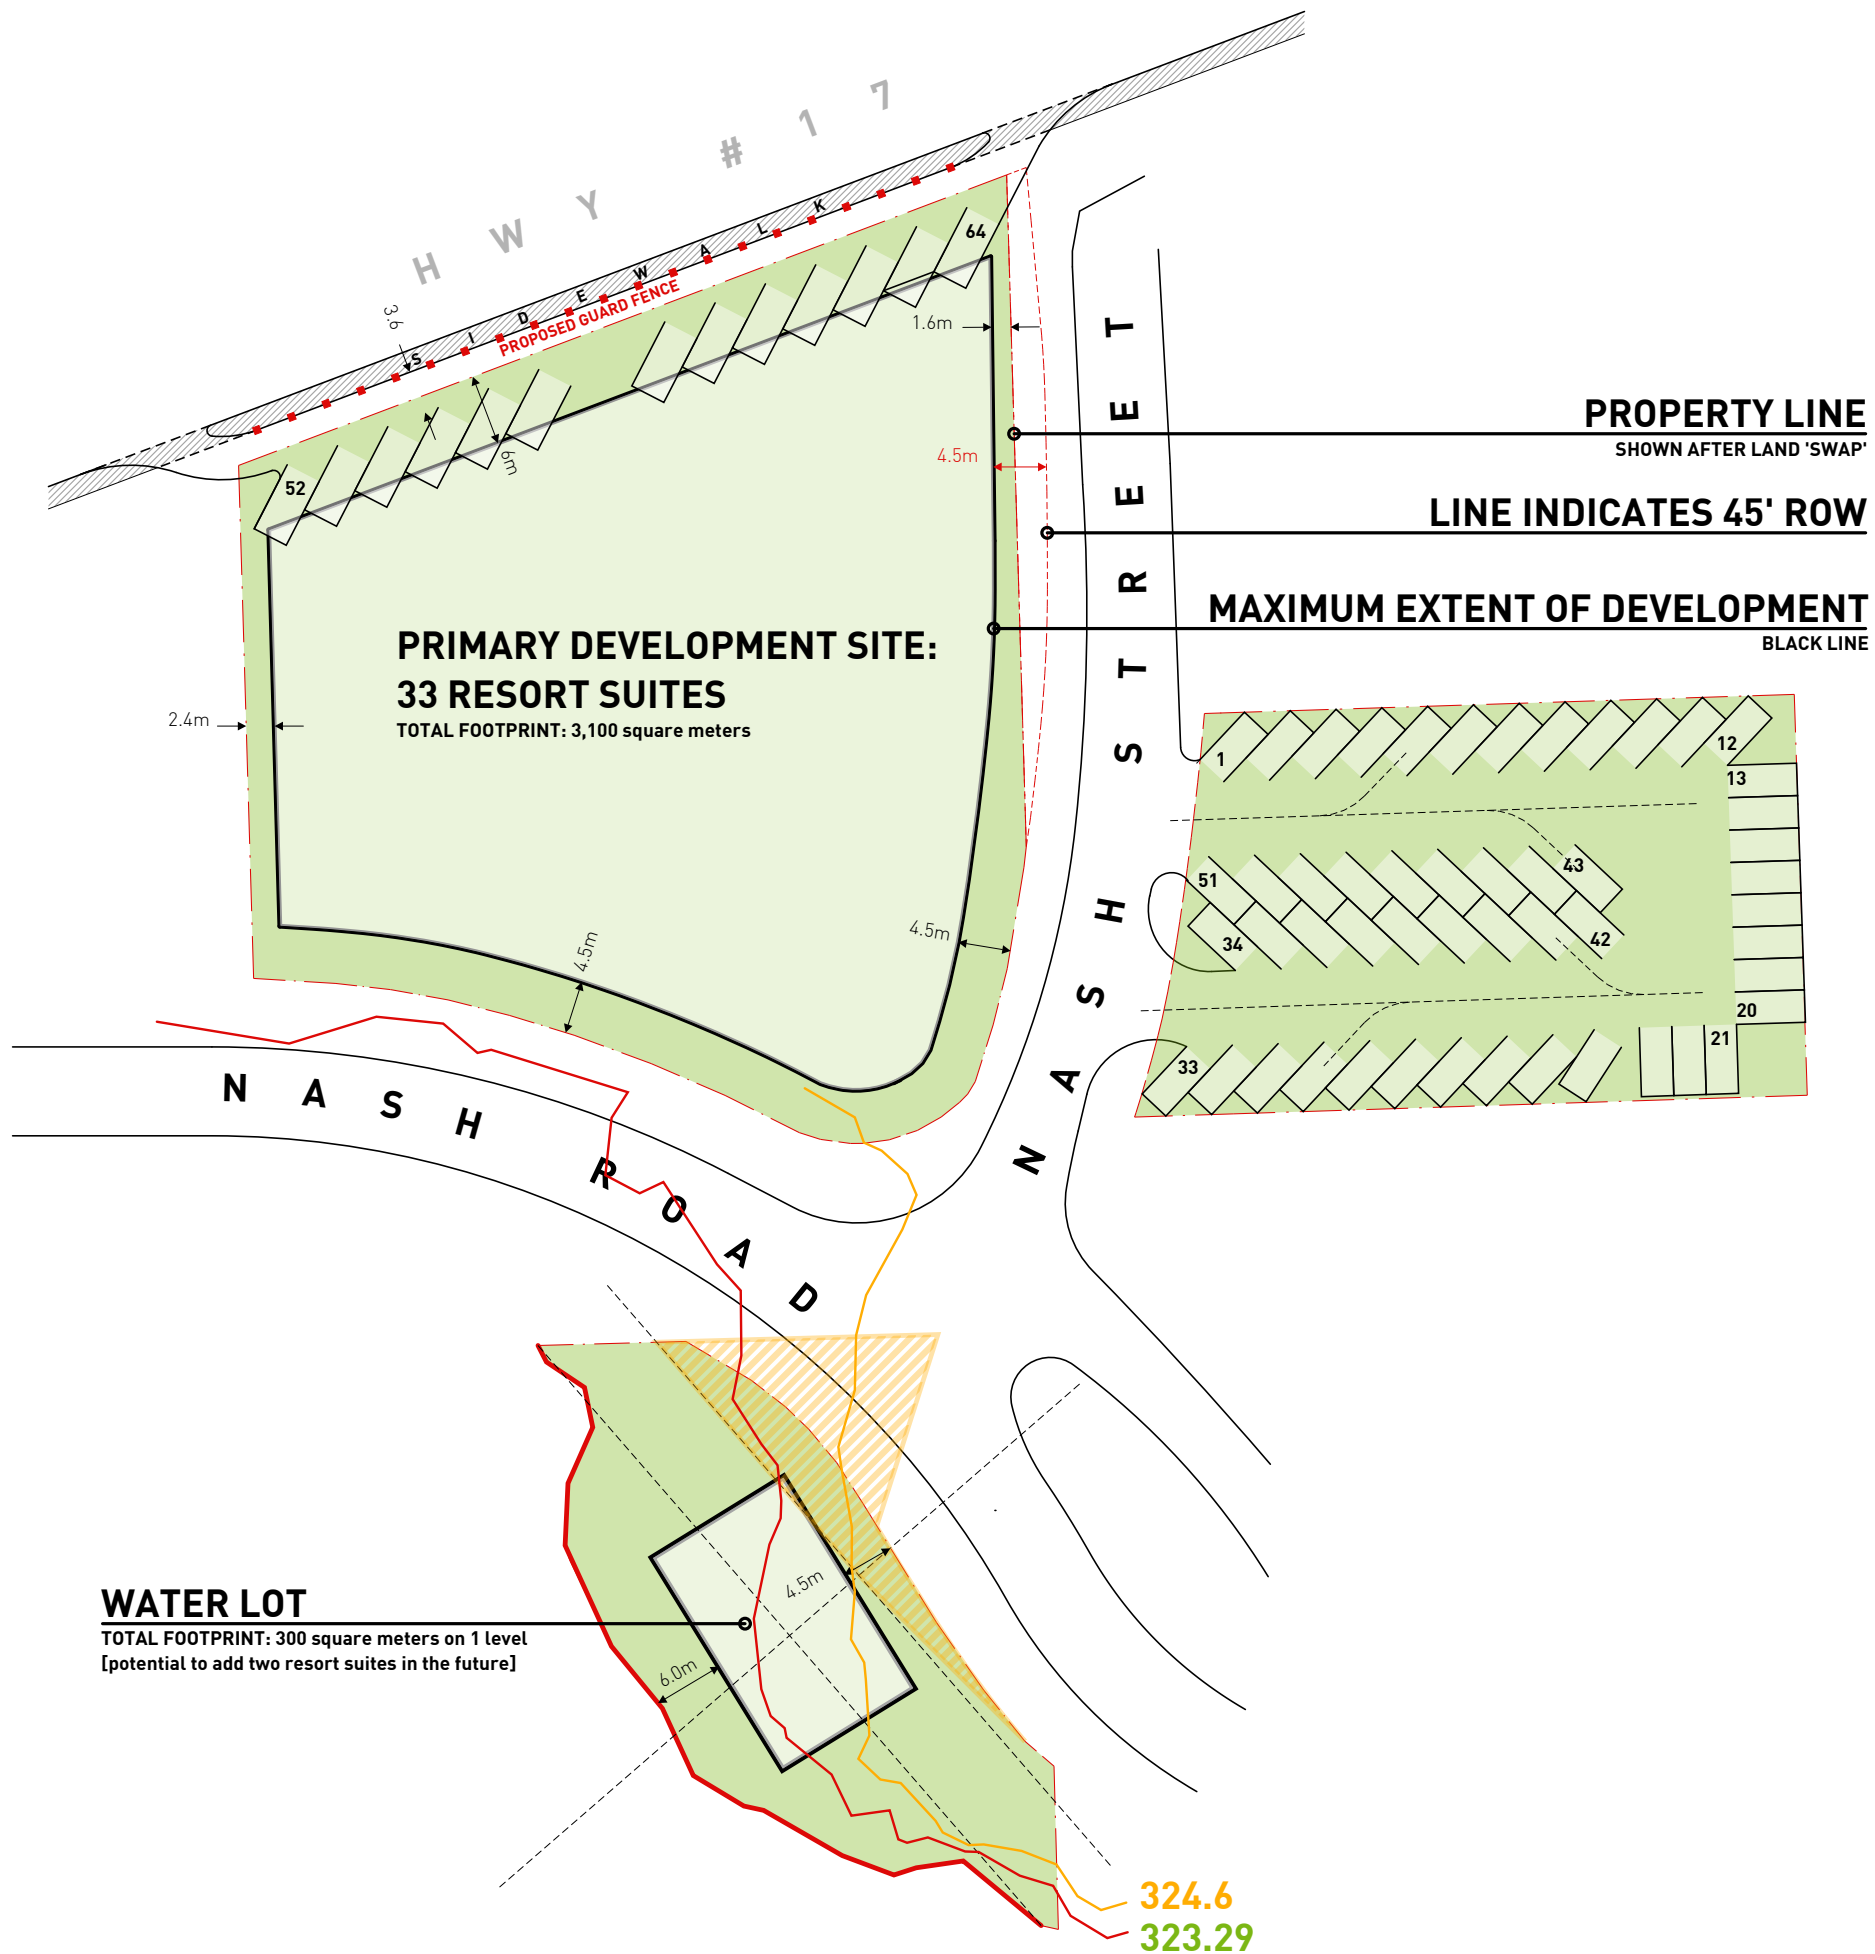 HWY #17
SIDEWALK
PROPOSED GUARD FENCE
3.6
64
1.6m
52
6m
4.5m
PROPERTY LINE
SHOWN AFTER LAND 'SWAP'
LINE INDICATES 45' ROW
MAXIMUM EXTENT OF DEVELOPMENT
BLACK LINE
PRIMARY DEVELOPMENT SITE:
33 RESORT SUITES
TOTAL FOOTPRINT: 3,100 square meters
2.4m
4.5m
4.5m
NASH STREET
1
12
13
51
43
34
42
20
21
33
NASH ROAD
WATER LOT
TOTAL FOOTPRINT: 300 square meters on 1 level
[potential to add two resort suites in the future]
4.5m
6.0m
324.6
323.29